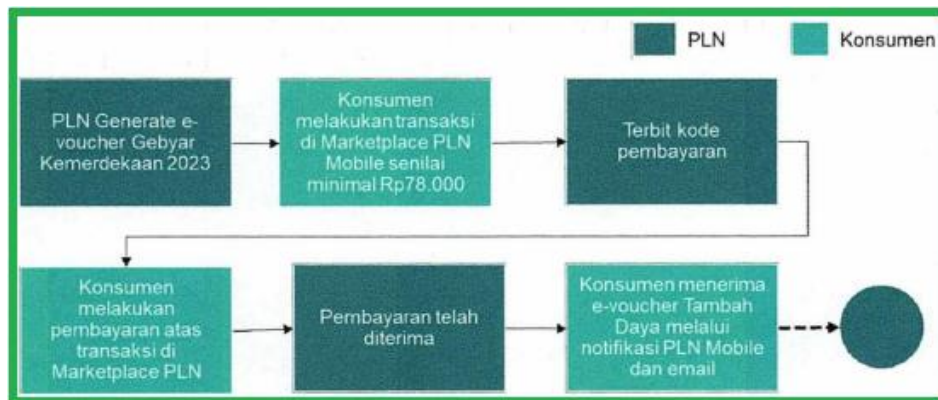 PLN
Konsumen
PLN Generate e-
voucher Gebyar
Kemerdekaan 2023
Konsumen
melakukan transaksi
di Marketplace PLN
Mobile senilai
minimal Rp78.000
Terbit kode
pembayaran
Konsumen
melakukan
pembayaran atas
transaksi di
Marketplace PLN
Pembayaran telah
diterima
Konsumen menerima
e-voucher Tambah
Daya melalui
notifikasi PLN Mobile
dan email